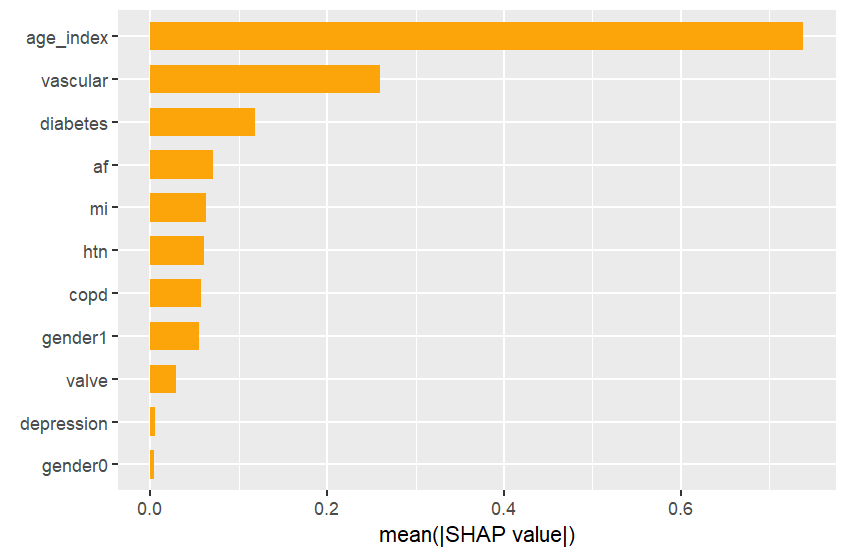 age_index
vascular
diabetes
af
mi
htn
copd
gender1
valve
depression
gender0
0.0 0.2 0.4 0.6
mean(|SHAP value|)